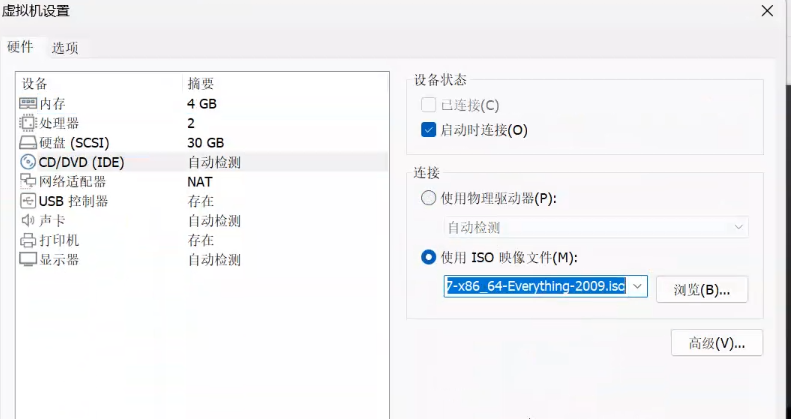 虚拟机设置
硬件 选项
设备 摘要
内存 4 GB
处理器 2
硬盘 (SCSI) 30 GB
CD/DVD (IDE) 自动检测
网络适配器 NAT
USB 控制器 存在
声卡 自动检测
打印机 存在
显示器 自动检测
设备状态
已连接(C)
启动时连接(O)
连接
使用物理驱动器(P):
自动检测
使用 ISO 映像文件(M):
7-x86_64-Everything-2009.iso
浏览(B)...
高级(V)...